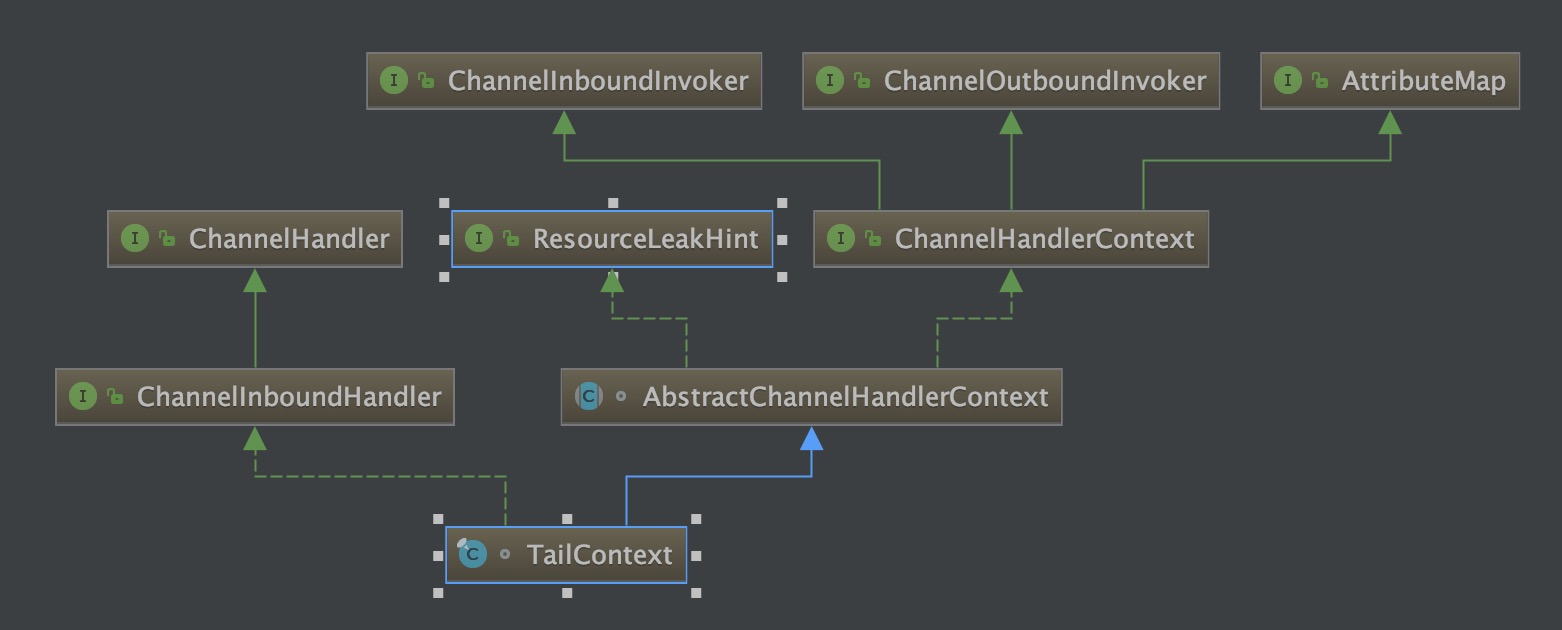 I ChannelInboundInvoker
I ChannelOutboundInvoker
I AttributeMap
I ChannelHandler
I ResourceLeakHint
I ChannelHandlerContext
I ChannelInboundHandler
C AbstractChannelHandlerContext
C TailContext